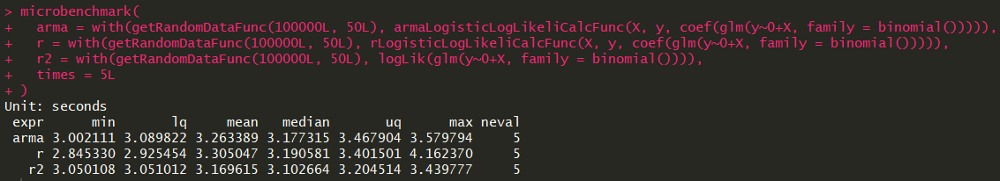 > microbenchmark(
+   arma = with(getRandomDataFunc(100000L, 50L), armaLogisticLogLikeliCalcFunc(X, y, coef(glm(y~0+X, family = binomial())))),
+   r = with(getRandomDataFunc(100000L, 50L), rLogisticLogLikeliCalcFunc(X, y, coef(glm(y~0+X, family = binomial())))),
+   r2 = with(getRandomDataFunc(100000L, 50L), logLik(glm(y~0+X, family = binomial()))),
+   times = 5L
+ )
Unit: seconds
 expr      min       lq     mean   median       uq      max neval
 arma 3.002111 3.089822 3.263389 3.177315 3.467904 3.579794     5
    r 2.845330 2.925454 3.305047 3.190581 3.401501 4.162370     5
   r2 3.050108 3.051012 3.169615 3.102664 3.204514 3.439777     5